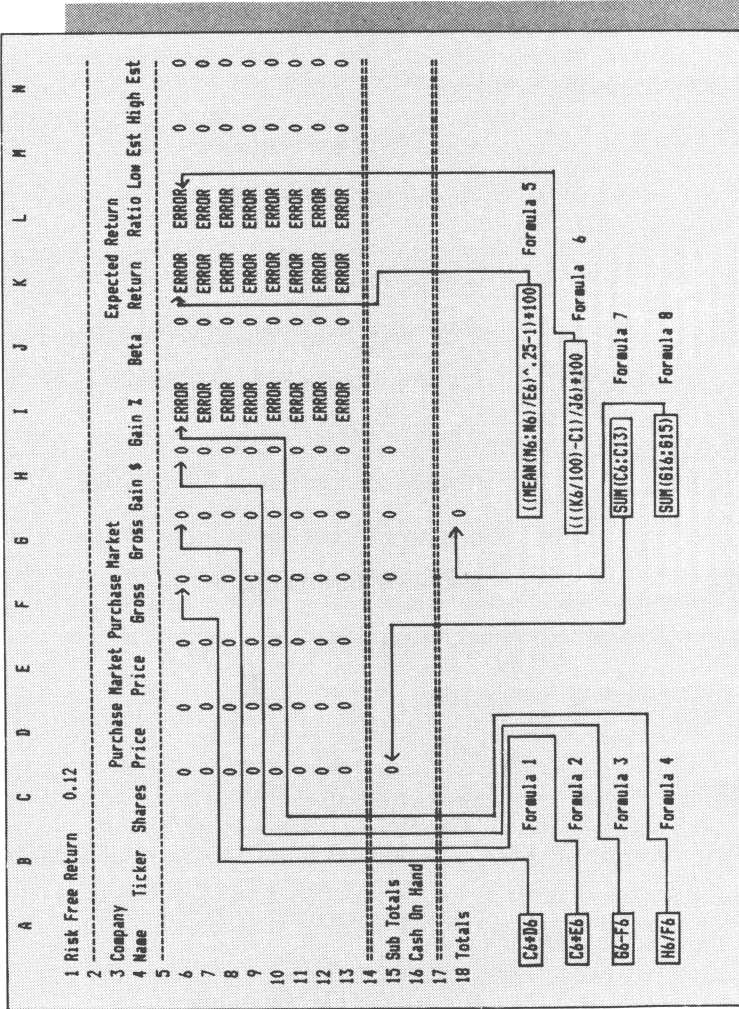 A B C D E F G H I J K L M N
1 Risk Free Return 0.12
2 --------------------------------------------------------------------------------
3 Company Purchase Market Purchase Market Expected Return
4 Name Ticker Shares Price Price Gross Gross Gain $ Gain % Beta Return Ratio Low Est High Est
5 --------------------------------------------------------------------------------
6 0 0 0 0 0 0 ERROR 0 ERROR ERROR 0 0
7 0 0 0 0 0 0 ERROR 0 ERROR ERROR 0 0
8 0 0 0 0 0 0 ERROR 0 ERROR ERROR 0 0
9 0 0 0 0 0 0 ERROR 0 ERROR ERROR 0 0
10 0 0 0 0 0 0 ERROR 0 ERROR ERROR 0 0
11 0 0 0 0 0 0 ERROR 0 ERROR ERROR 0 0
12 0 0 0 0 0 0 ERROR 0 ERROR ERROR 0 0
13 0 0 0 0 0 0 ERROR 0 ERROR ERROR 0 0
14 ================================================================================
15 Sub Totals 0 0 0 0
16 Cash On Hand
17 ================================================================================
18 Totals 0
C6*D6 Formula 1
C6*E6 Formula 2
G6-F6 Formula 3
H6/F6 Formula 4
((MEAN(M6:N6)/E6)^.25-1)*100 Formula 5
(((K6/100)-C1)/J6)*100 Formula 6
SUM(C6:C13) Formula 7
SUM(G16:G15) Formula 8